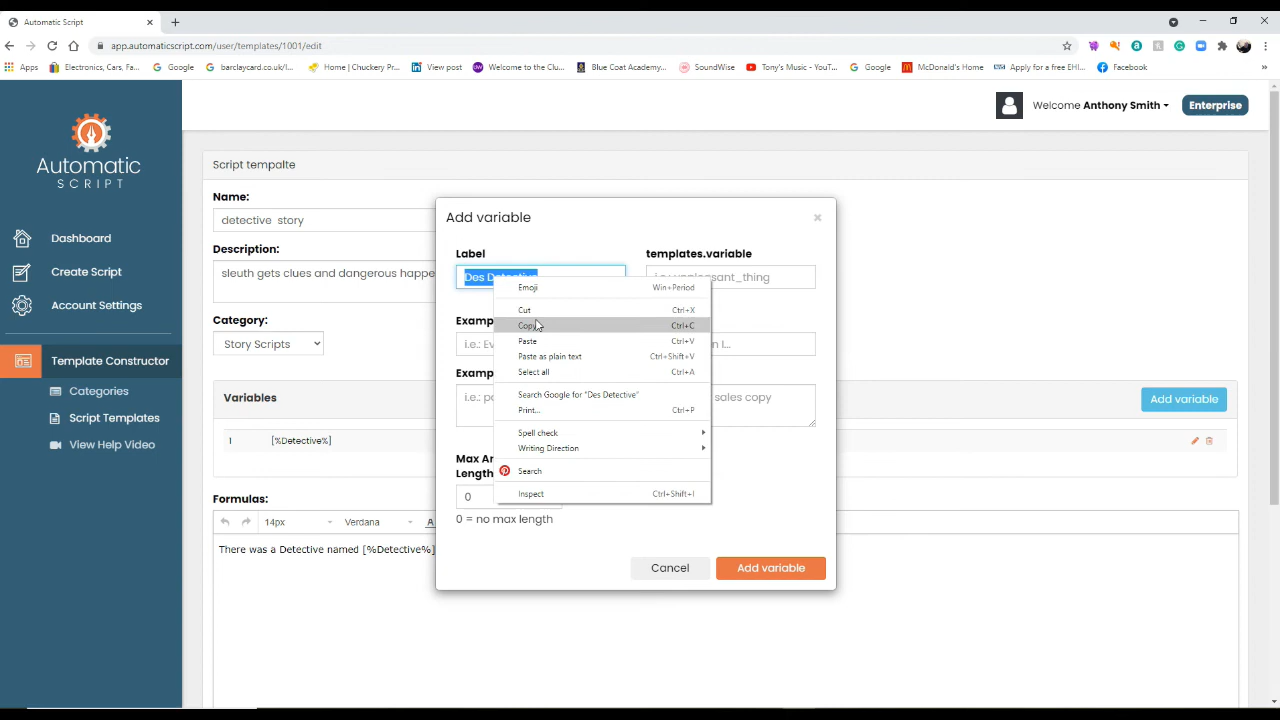 Automatic Script
app.automaticscript.com/user/templates/1001/edit
Apps
Electronics, Cars, Fa...
Google
barclaycard.co.uk/l...
Home | Chuckery Pr...
View post
Welcome to the Clu...
Blue Coat Academy...
SoundWise
Tony's Music - YouT...
Google
McDonald's Home
Apply for a free EHI...
Facebook
»
Automatic
SCRIPT
Welcome Anthony Smith
Enterprise
Dashboard
Create Script
Account Settings
Template Constructor
Categories
Script Templates
View Help Video
Script tempalte
Name:
detective story
Description:
sleuth gets clues and dangerous happe
Category:
Story Scripts
Variables
Add variable
1 [%Detective%]
Formulas:
14px Verdana A
There was a Detective named [%Detective%]
Add variable
×
Label templates.variable
Des Detective
Examp
i.e.: Ev
Examp
i.e.: po sales copy
Max An
Length
0
0 = no max length
Cancel Add variable
Emoji Win+Period
Cut Ctrl+X
Copy Ctrl+C
Paste Ctrl+V
Paste as plain text Ctrl+Shift+V
Select all Ctrl+A
Search Google for "Des Detective"
Print... Ctrl+P
Spell check
Writing Direction
Search
Inspect Ctrl+Shift+I